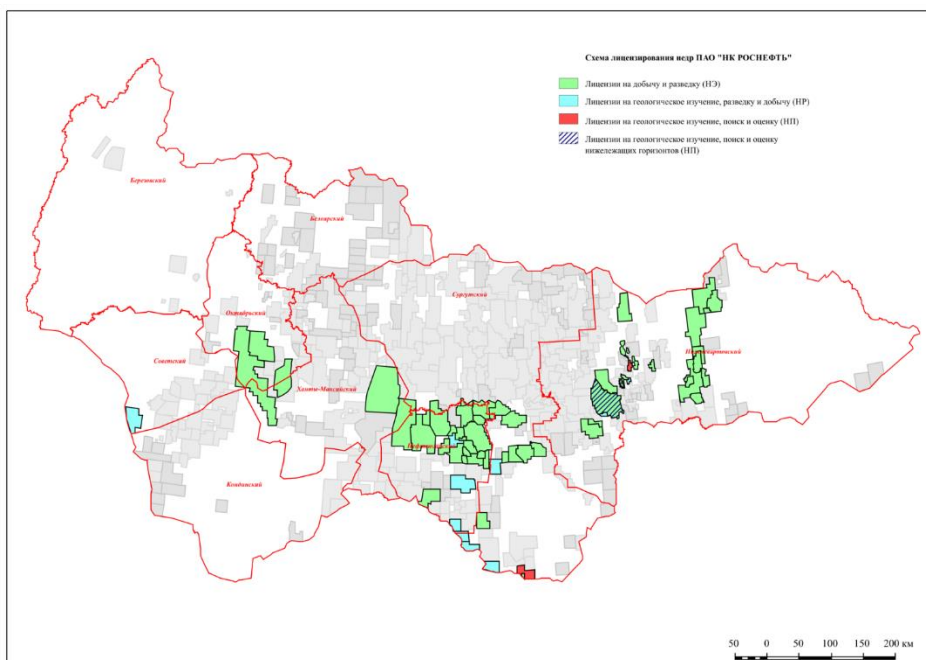 Схема лицензирования недр ПАО "НК РОСНЕФТЬ"
Лицензии на добычу и разведку (НЭ)
Лицензии на геологическое изучение, разведку и добычу (НР)
Лицензии на геологическое изучение, поиск и оценку (НП)
Лицензии на геологическое изучение, поиск и оценку
нижележащих горизонтов (НП)
Березовский
Белоярский
Сургутский
Октябрьский
Советский
Ханты-Мансийский
Кондинский
50 0 50 100 150 200 км